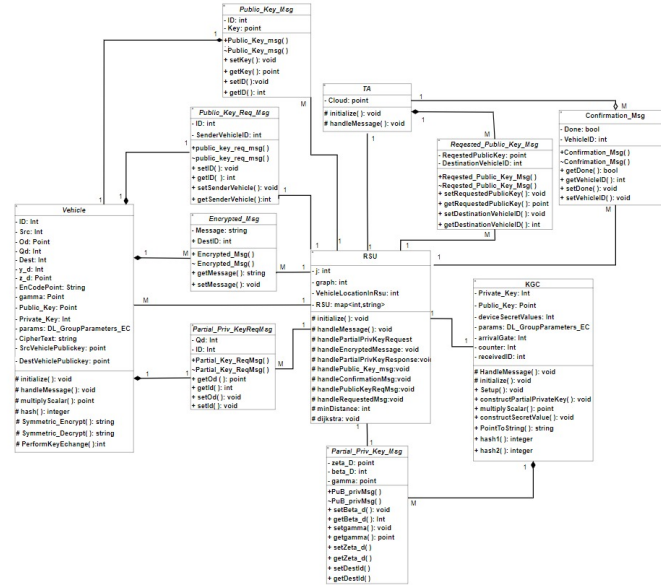 Public_Key_Msg
- ID: int
- Key: point
+Public_Key_msg()
~Public_Key_msg()
+ setKey(): void
+ getKey(): point
+ setID():void
+ getID(): int
Public_Key_Req_Msg
- ID: int
- SenderVehicleID: int
+public_key_req_msg()
~public_key_req_msg()
+ setID(): void
+ getID(): int
+ setSenderVehicle(): void
+ getSenderVehicle():int
TA
- Cloud: point
# initialize(): void
# handleMessage(): void
Reqested_Public_Key_Msg
- ReqestedPublicKey: point
- DestinationVehicleID: int
+Reqested_Public_Key_Msg()
~Reqested_Public_Key_Msg()
+ setRequestedPublicKey(): void
+ getRequestedPublicKey(): point
+ setDestinationVehicleID(): void
+ getDestinationVehicleID(): int
Confirmation_Msg
- Done: bool
- VehicleID: int
+Confirmation_Msg()
~Confirmation_Msg()
+ getDone(): bool
+ getVehicleID(): int
+ setDone(): void
+ setVehicleID(): void
Vehicle
- ID: Int
- Src: Int
- Od: Point
- Qd: Int
- Dest: Int
- y_d: Int
- z_d: Point
- EnCodePoint: String
- gamma: Point
- Public_Key: Point
- Private_Key: Int
- params: DL_GroupParameters_EC
- CipherText: String
- SrcVehiclePublickey: point
- DestVehiclePublickey: point
# initialize(): void
# handleMessage(): void
# multiplyScalar(): point
# hash(): integer
# Symmetric_Encrypt(): string
# Symmetric_Decrypt(): string
# PerformKeyEchange():int
Encrypted_Msg
- Message: string
+ DestID: int
+ Encrypted_Msg()
~ Encrypted_Msg()
+ getMessage(): string
+ setMessage(): void
Partial_Priv_KeyReqMsg
- Qd: Int
- ID: Int
+Partial_Key_ReqMsg()
~Partial_Key_ReqMsg()
+ getOd(): point
+ getId(): int
+ setOd(): void
+ setId(): void
RSU
- j: int
- graph: int
- VehicleLocationInRsu: int
- RSU: map<int,string>
# initialize(): void
# handleMessage(): void
# handlePartialPrivKeyRequest
# handleEncryptedMessage: void
# handlePartialPrivKeyResponse:void
# handlePublic_Key_msg:void
# handleConfirmationMsg:void
# handlePublicKeyReqMsg:void
# handleRequestedMsg:void
# minDistance: int
# dijkstra: void
KGC
- Private_Key: Int
- Public_Key: Point
- deviceSecretValues: Int
- params: DL_GroupParameters_EC
- arrivalGate: Int
- counter: Int
- receivedID: Int
# HandleMessage(): void
# initialize(): void
- Setup(): void
+ constructPartialPrivateKey(): void
+ multiplyScalar(): point
+ constructSecretValue(): void
+ PointToString(): string
+ hash1(): integer
+ hash2(): integer
Partial_Priv_Key_Msg
- zeta_D: point
- beta_D: int
- gamma: point
+PuB_privMsg()
~PuB_privMsg()
+ setBeta_d(): void
+ getBeta_d(): Int
+ setgamma(): void
+ getgamma(): point
+ setZeta_d()
+ getZeta_d()
+ setDestId()
+ getDestId()